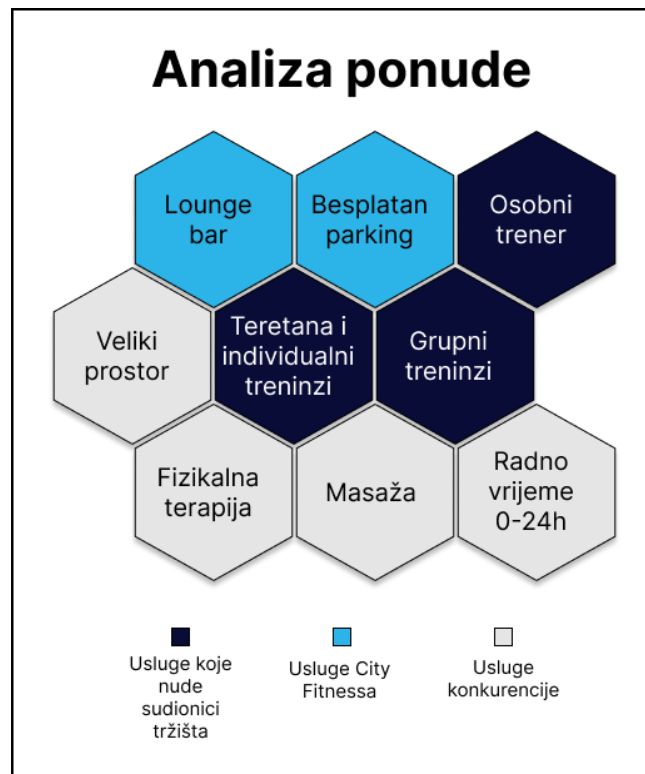 Analiza ponude
Lounge
bar
Besplatan
parking
Osobni
trener
Veliki
prostor
Teretana i
individualni
treninzi
Grupni
treninzi
Fizikalna
terapija
Masaža
Radno
vrijeme
0-24h
Usluge koje
nude
sudionici
tržišta
Usluge City
Fitnessa
Usluge
konkurencije